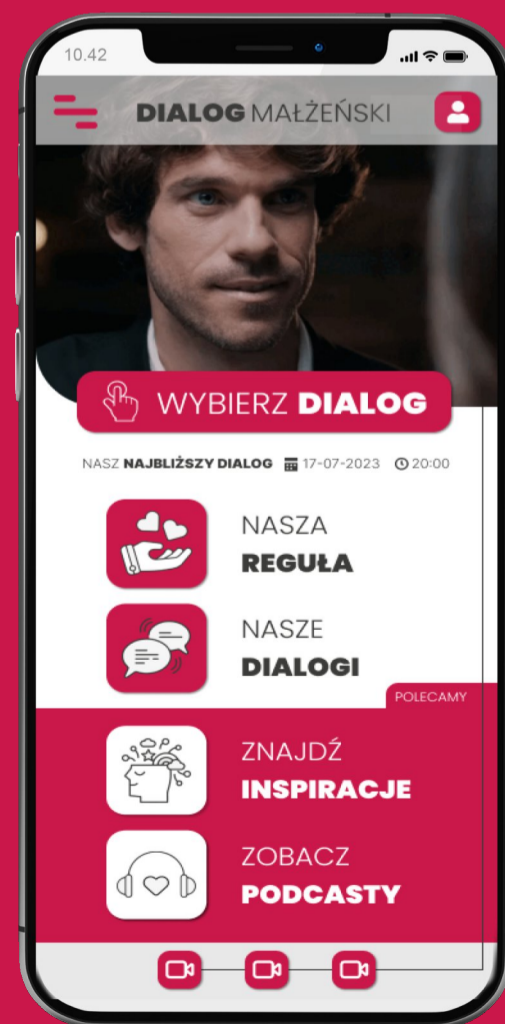 10.42
DIALOG MAŁŻEŃSKI
WYBIERZ DIALOG
NASZ NAJBLIŻSZY DIALOG 17-07-2023 20:00
NASZA
REGUŁA
NASZE
DIALOGI
POLECAMY
ZNAJDŹ
INSPIRACJE
ZOBACZ
PODCASTY